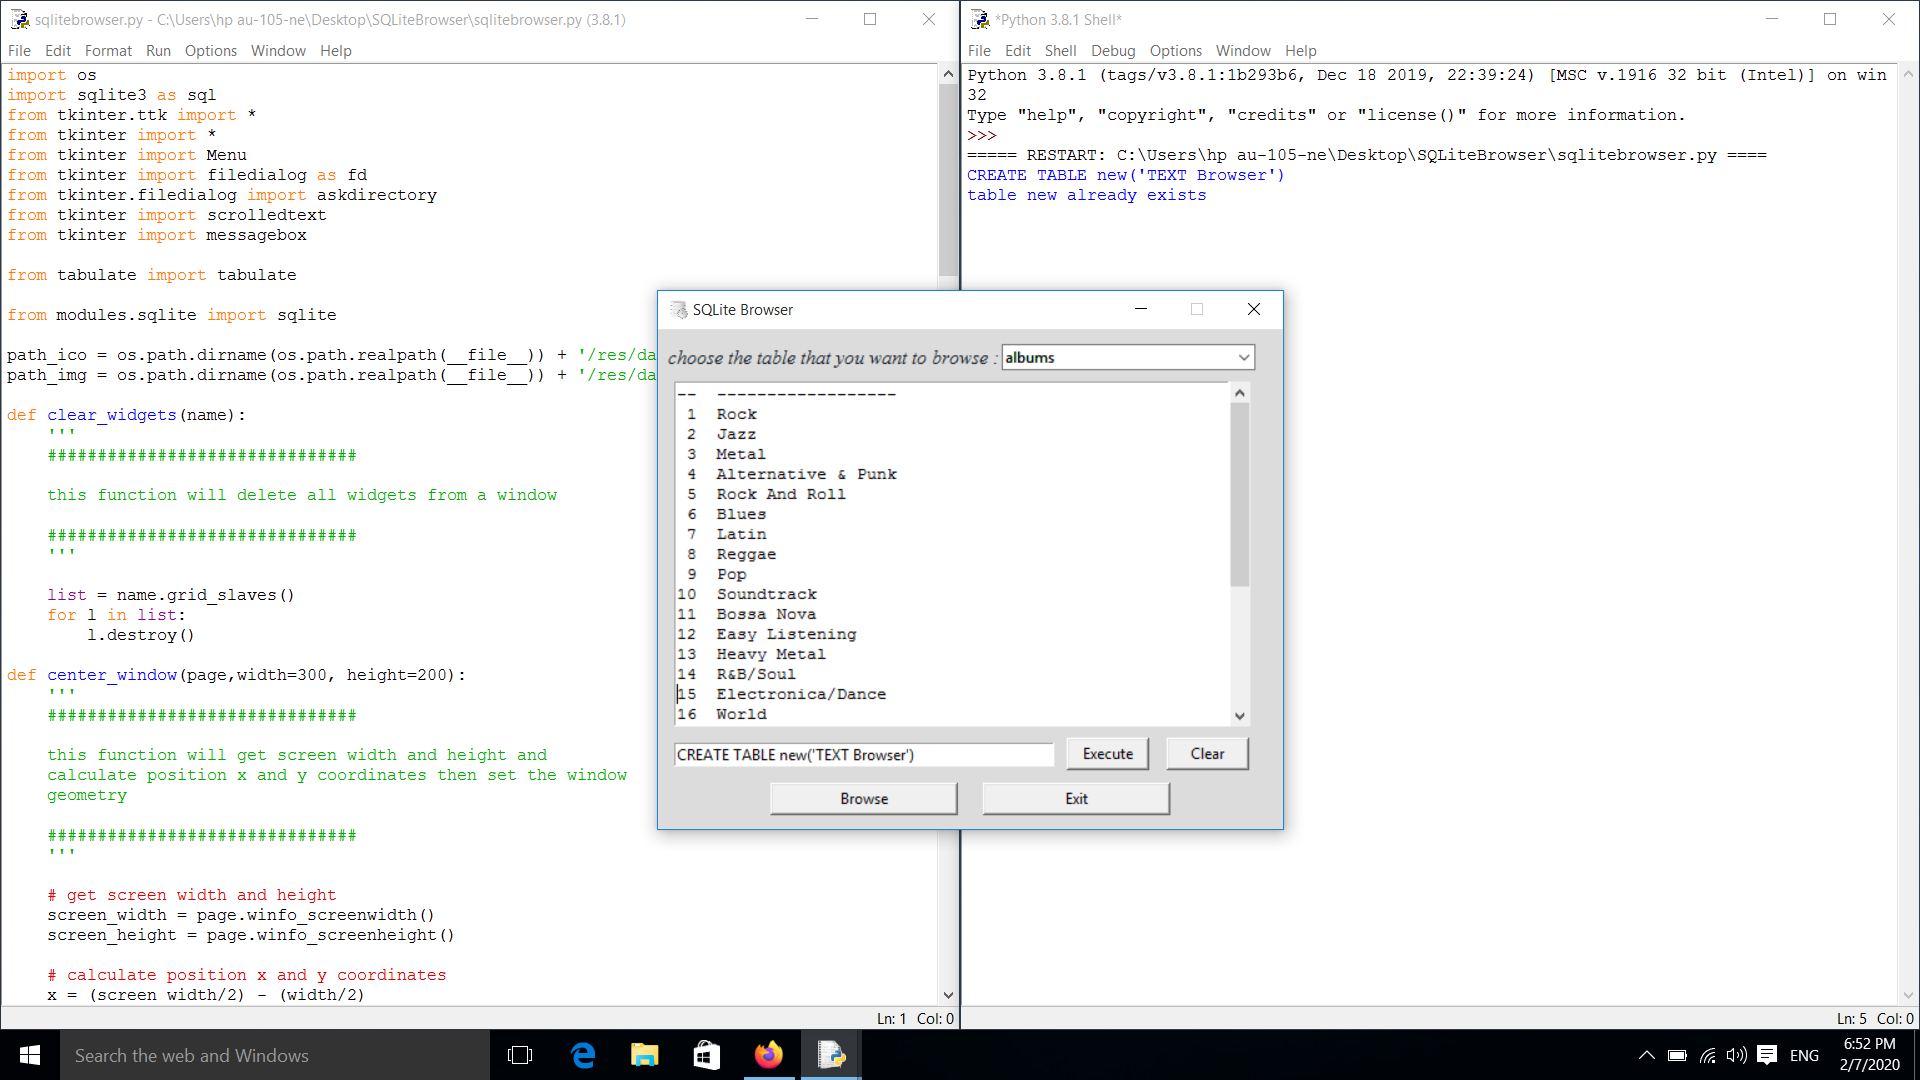 sqlitebrowser.py - C:\Users\hp au-105-ne\Desktop\SQLiteBrowser\sqlitebrowser.py (3.8.1)
File Edit Format Run Options Window Help
import os
import sqlite3 as sql
from tkinter.ttk import *
from tkinter import *
from tkinter import Menu
from tkinter import filedialog as fd
from tkinter.filedialog import askdirectory
from tkinter import scrolledtext
from tkinter import messagebox
from tabulate import tabulate
from modules.sqlite import sqlite
path_ico = os.path.dirname(os.path.realpath(__file__)) + '/res/da
path_img = os.path.dirname(os.path.realpath(__file__)) + '/res/da
def clear_widgets(name):
'''
###############################
this function will delete all widgets from a window
###############################
'''
list = name.grid_slaves()
for l in list:
l.destroy()
def center_window(page,width=300, height=200):
'''
###############################
this function will get screen width and height and
calculate position x and y coordinates then set the window
geometry
###############################
'''
# get screen width and height
screen_width = page.winfo_screenwidth()
screen_height = page.winfo_screenheight()
# calculate position x and y coordinates
x = (screen_width/2) - (width/2)
Ln: 1 Col: 0
*Python 3.8.1 Shell*
File Edit Shell Debug Options Window Help
Python 3.8.1 (tags/v3.8.1:1b293b6, Dec 18 2019, 22:39:24) [MSC v.1916 32 bit (Intel)] on win
32
Type "help", "copyright", "credits" or "license()" for more information.
>>>
===== RESTART: C:\Users\hp au-105-ne\Desktop\SQLiteBrowser\sqlitebrowser.py ====
CREATE TABLE new('TEXT Browser')
table new already exists
Ln: 5 Col: 0
SQLite Browser
choose the table that you want to browse : albums
-- ------------------
1 Rock
2 Jazz
3 Metal
4 Alternative & Punk
5 Rock And Roll
6 Blues
7 Latin
8 Reggae
9 Pop
10 Soundtrack
11 Bossa Nova
12 Easy Listening
13 Heavy Metal
14 R&B/Soul
15 Electronica/Dance
16 World
CREATE TABLE new('TEXT Browser') Execute Clear
Browse Exit
Search the web and Windows
ENG
6:52 PM
2/7/2020